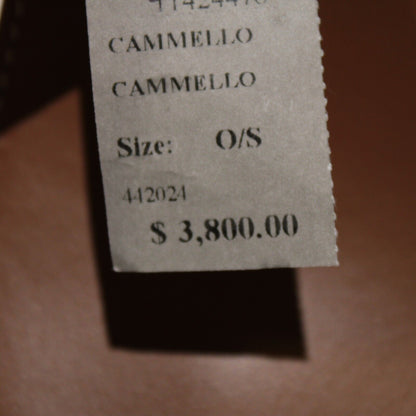 CAMMELLO
CAMMELLO
Size: O/S
442024
$ 3,800.00